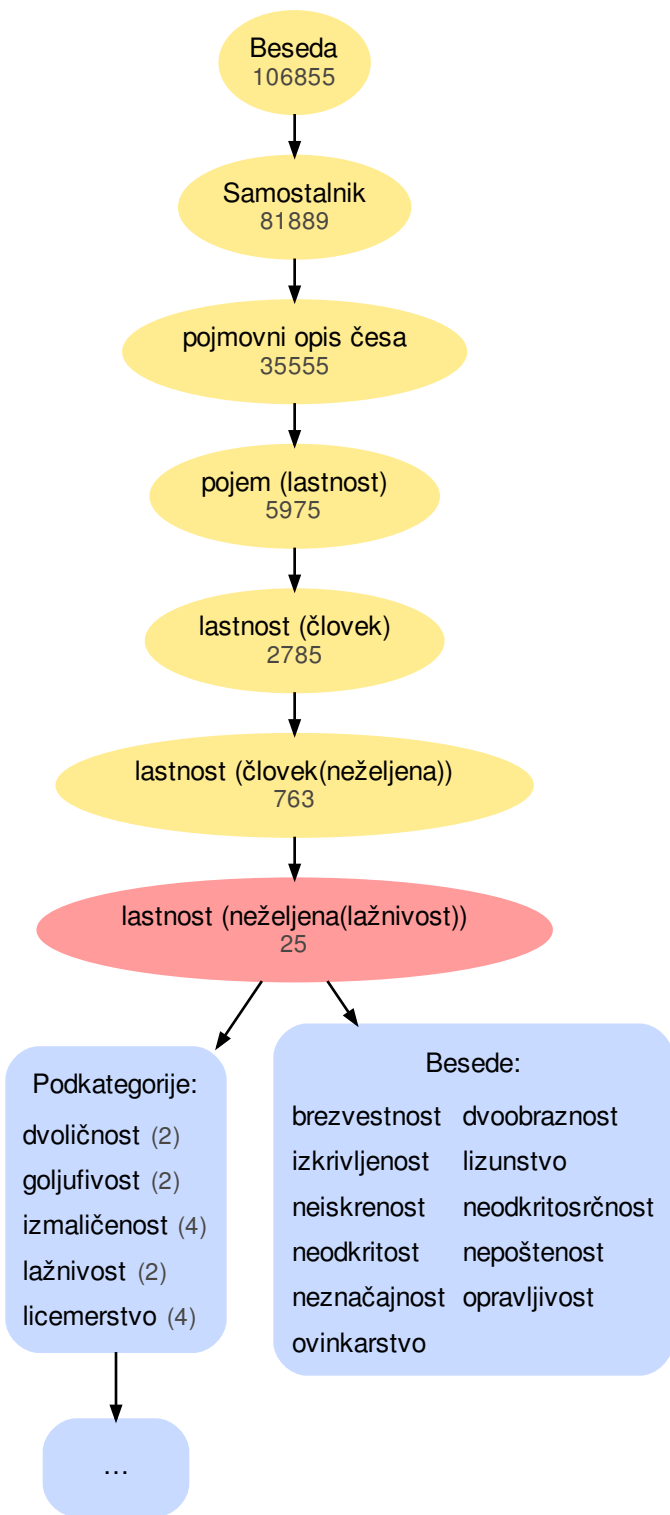 Beseda
106855
Samostalnik
81889
pojmovni opis česa
35555
pojem (lastnost)
5975
lastnost (človek)
2785
lastnost (človek(neželjena))
763
lastnost (neželjena(lažnivost))
25
Podkategorije:
dvoličnost (2)
goljufivost (2)
izmaličenost (4)
lažnivost (2)
licemerstvo (4)
...
Besede:
brezvestnost dvoobraznost
izkrivljenost lizunstvo
neiskrenost neodkritosrčnost
neodkritost nepoštenost
neznačajnost opravljivost
ovinkarstvo